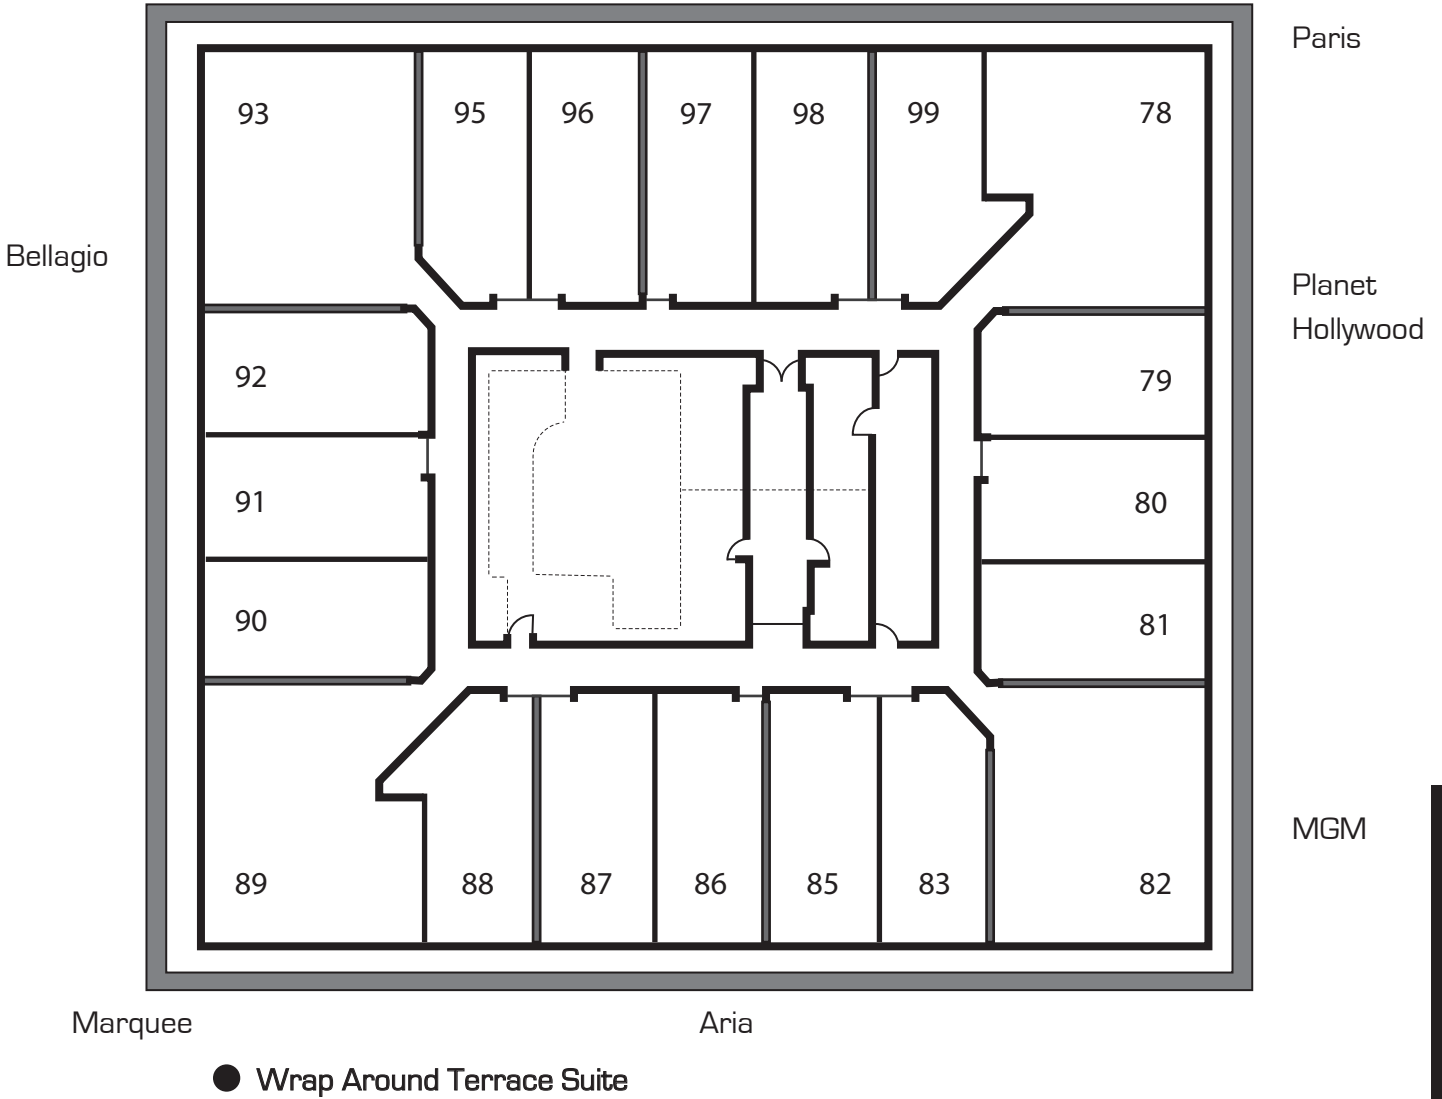 Paris
93 95 96 97 98 99 78
Bellagio
Planet
Hollywood
92 79
91 80
90 81
MGM
89 88 87 86 85 83 82
Marquee Aria
Wrap Around Terrace Suite